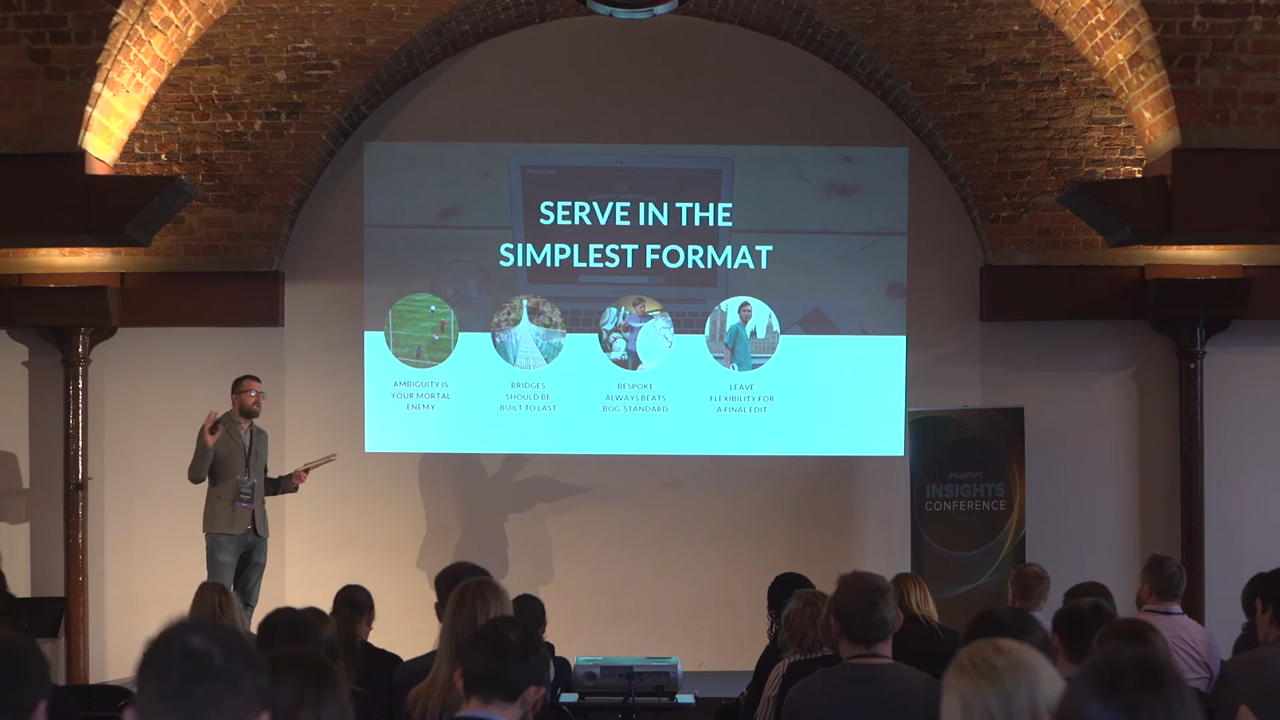 SERVE IN THE
SIMPLEST FORMAT
AMBIGUITY IS
YOUR MORTAL
ENEMY
BRIDGES
SHOULD BE
BUILT TO LAST
BESPOKE
ALWAYS BEATS
BOG STANDARD
LEAVE
FLEXIBILITY FOR
A FINAL EDIT
INSIGHTS
CONFERENCE